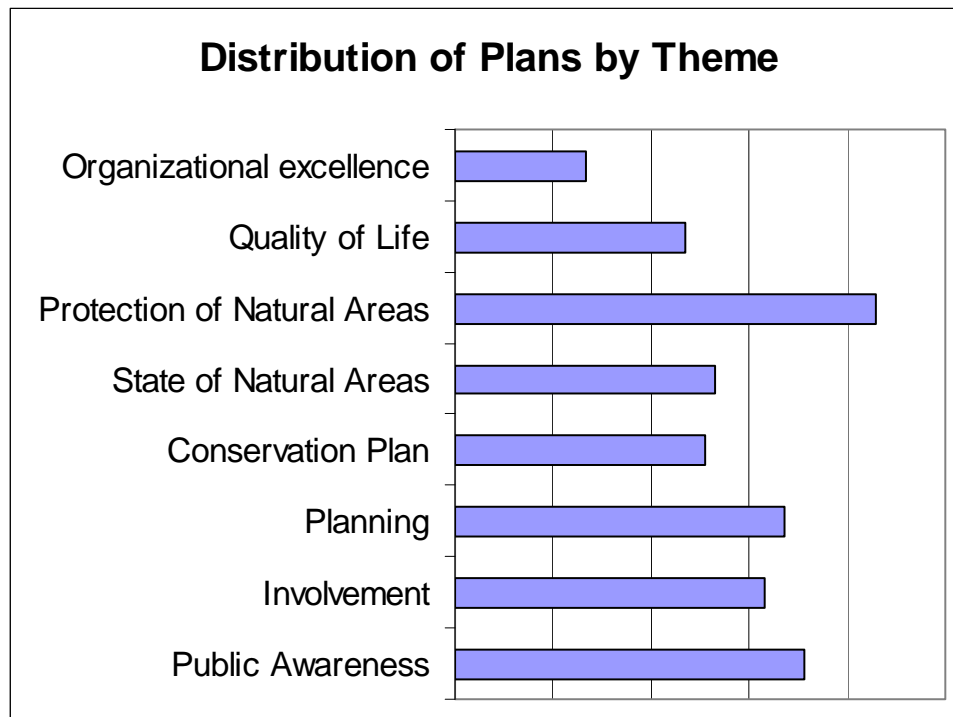 Distribution of Plans by Theme
Organizational excellence
Quality of Life
Protection of Natural Areas
State of Natural Areas
Conservation Plan
Planning
Involvement
Public Awareness